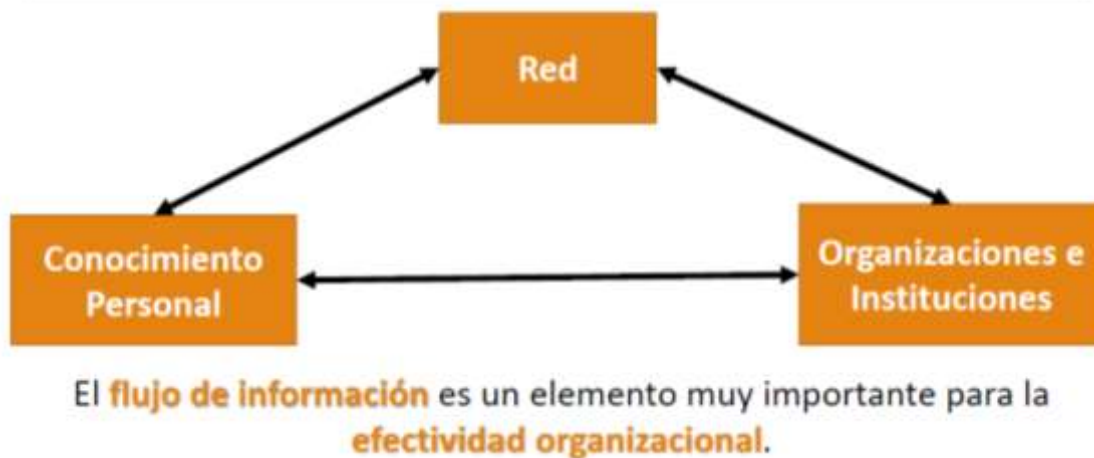 Red
Conocimiento
Personal
Organizaciones e
Instituciones
El flujo de información es un elemento muy importante para la
efectividad organizacional.